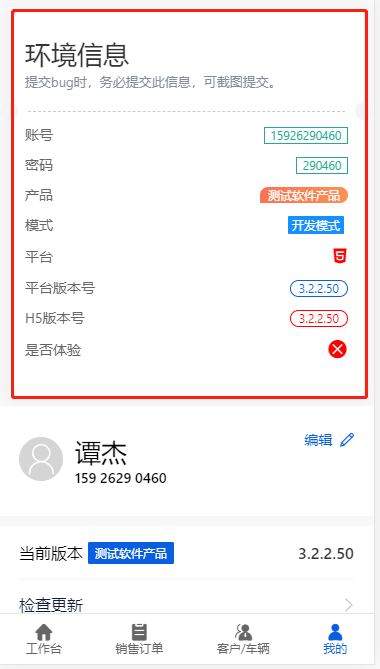 环境信息
提交bug时，务必提交此信息，可截图提交。
账号 15926290460
密码 290460
产品 测试软件产品
模式 开发模式
平台 5
平台版本号 3.2.2.50
H5版本号 3.2.2.50
是否体验
谭杰 编辑
159 2629 0460
当前版本 测试软件产品 3.2.2.50
检查更新
工作台 销售订单 客户/车辆 我的